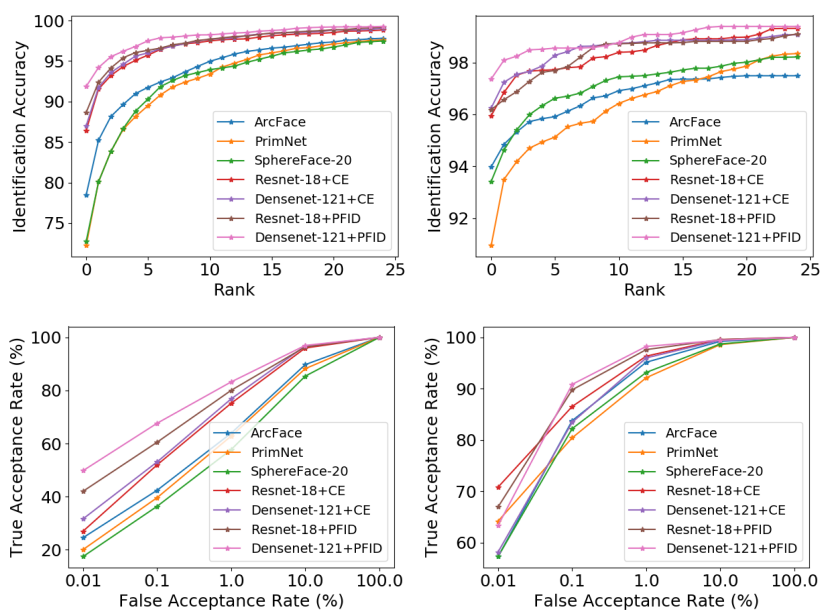 100
95
90
85
80
75
0
5
10
15
20
25
Rank
Identification Accuracy
ArcFace
PrimNet
SphereFace-20
Resnet-18+CE
Densenet-121+CE
Resnet-18+PFID
Densenet-121+PFID
98
96
94
92
0
5
10
15
20
25
Rank
Identification Accuracy
ArcFace
PrimNet
SphereFace-20
Resnet-18+CE
Densenet-121+CE
Resnet-18+PFID
Densenet-121+PFID
100
80
60
40
20
0.01
0.1
1.0
10.0
100.0
False Acceptance Rate (%)
True Acceptance Rate (%)
ArcFace
PrimNet
SphereFace-20
Resnet-18+CE
Densenet-121+CE
Resnet-18+PFID
Densenet-121+PFID
100
90
80
70
60
0.01
0.1
1.0
10.0
100.0
False Acceptance Rate (%)
True Acceptance Rate (%)
ArcFace
PrimNet
SphereFace-20
Resnet-18+CE
Densenet-121+CE
Resnet-18+PFID
Densenet-121+PFID